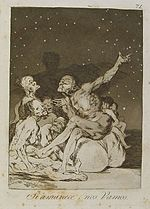 71.
Si amanece; nos Vamos.